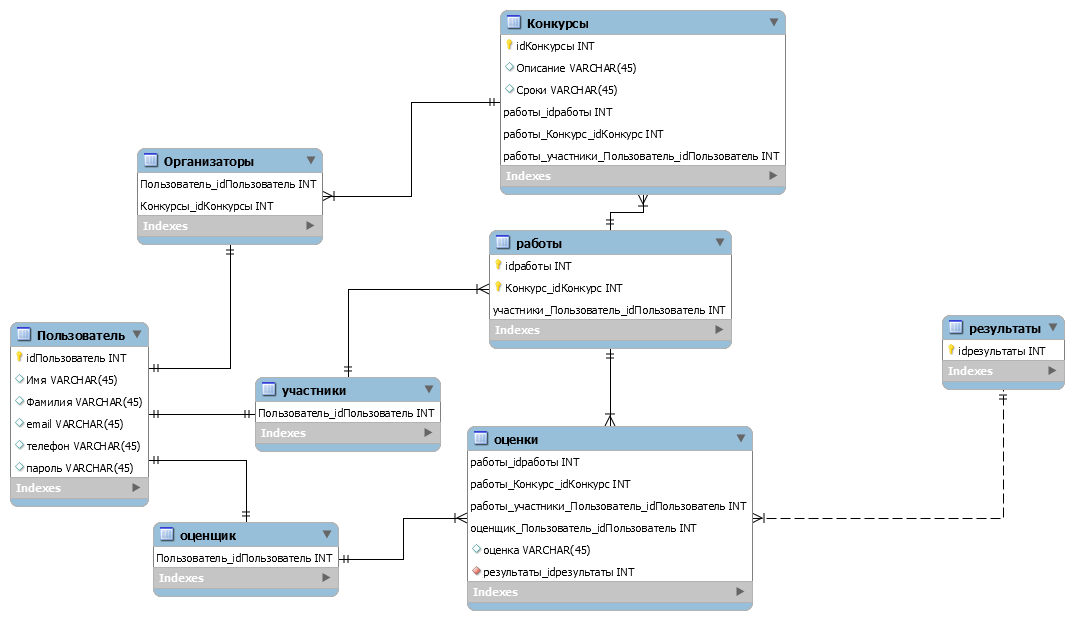 Конкурсы
idКонкурсы INT
Описание VARCHAR(45)
Сроки VARCHAR(45)
работы_idработы INT
работы_Конкурс_idКонкурс INT
работы_участники_Пользователь_idПользователь INT
Indexes
Организаторы
Пользователь_idПользователь INT
Конкурсы_idКонкурсы INT
Indexes
работы
idработы INT
Конкурс_idКонкурс INT
участники_Пользователь_idПользователь INT
Indexes
Пользователь
idПользователь INT
Имя VARCHAR(45)
Фамилия VARCHAR(45)
email VARCHAR(45)
телефон VARCHAR(45)
пароль VARCHAR(45)
Indexes
результаты
idрезультаты INT
Indexes
участники
Пользователь_idПользователь INT
Indexes
оценки
работы_idработы INT
работы_Конкурс_idКонкурс INT
работы_участники_Пользователь_idПользователь INT
оценщик_Пользователь_idПользователь INT
оценка VARCHAR(45)
результаты_idрезультаты INT
Indexes
оценщик
Пользователь_idПользователь INT
Indexes